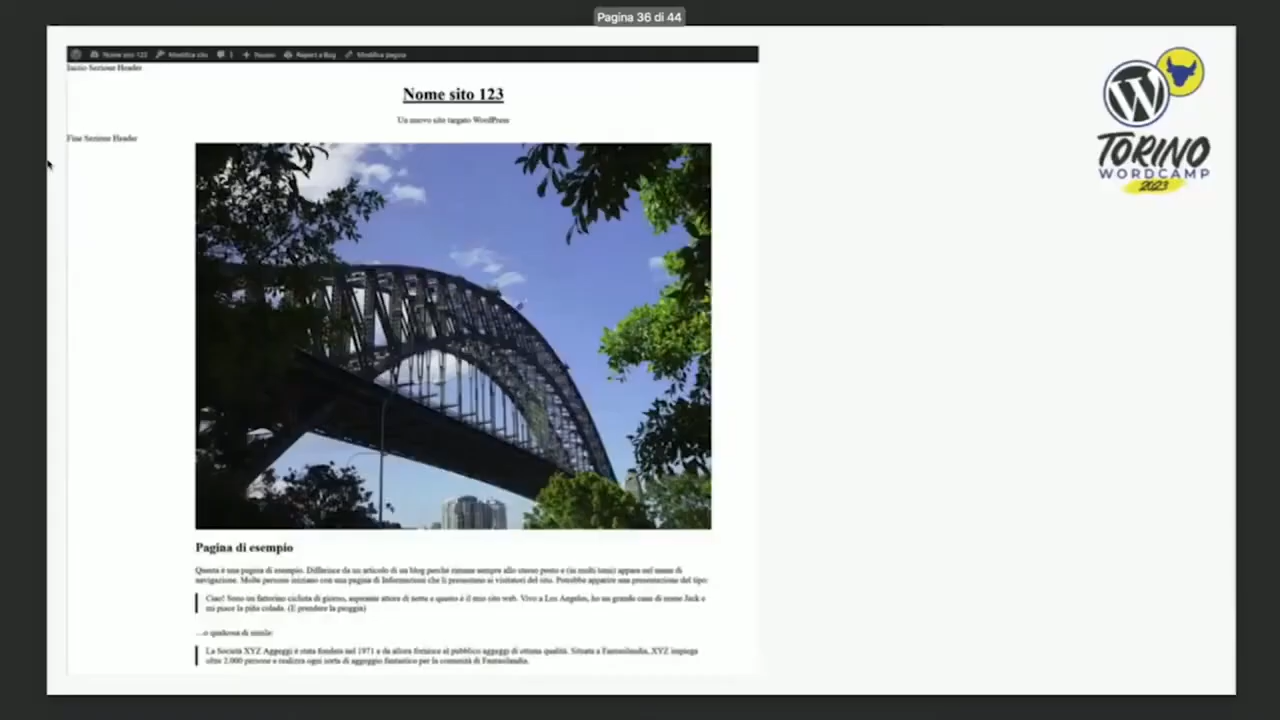 Pagina 36 di 44
Nome sito 123 Modifica sito 1 Nuovo Report a Bug Modifica pagina
Inizio Sezione Header
Nome sito 123
Un nuovo sito targato WordPress
Fine Sezione Header
Pagina di esempio
Questa è una pagina di esempio. Differisce da un articolo di un blog perché rimane sempre allo stesso posto e (in molti temi) appare nel menu di
navigazione. Molte persone iniziano con una pagina di Informazioni che li presentano ai visitatori del sito. Potrebbe apparire una presentazione del tipo:
Ciao! Sono un fattorino ciclista di giorno, aspirante attore di notte e questo è il mio sito web. Vivo a Los Angeles, ho un grande cane di nome Jack e
mi piace la piña colada. (E prendere la pioggia)
...o qualcosa di simile:
La Società XYZ Aggeggi è stata fondata nel 1971 e da allora fornisce al pubblico aggeggi di ottima qualità. Situata a Fantasilandia, XYZ impiega
oltre 2.000 persone e realizza ogni sorta di aggeggio fantastico per la comunità di Fantasilandia.
W
TORINO
WORDCAMP
2023